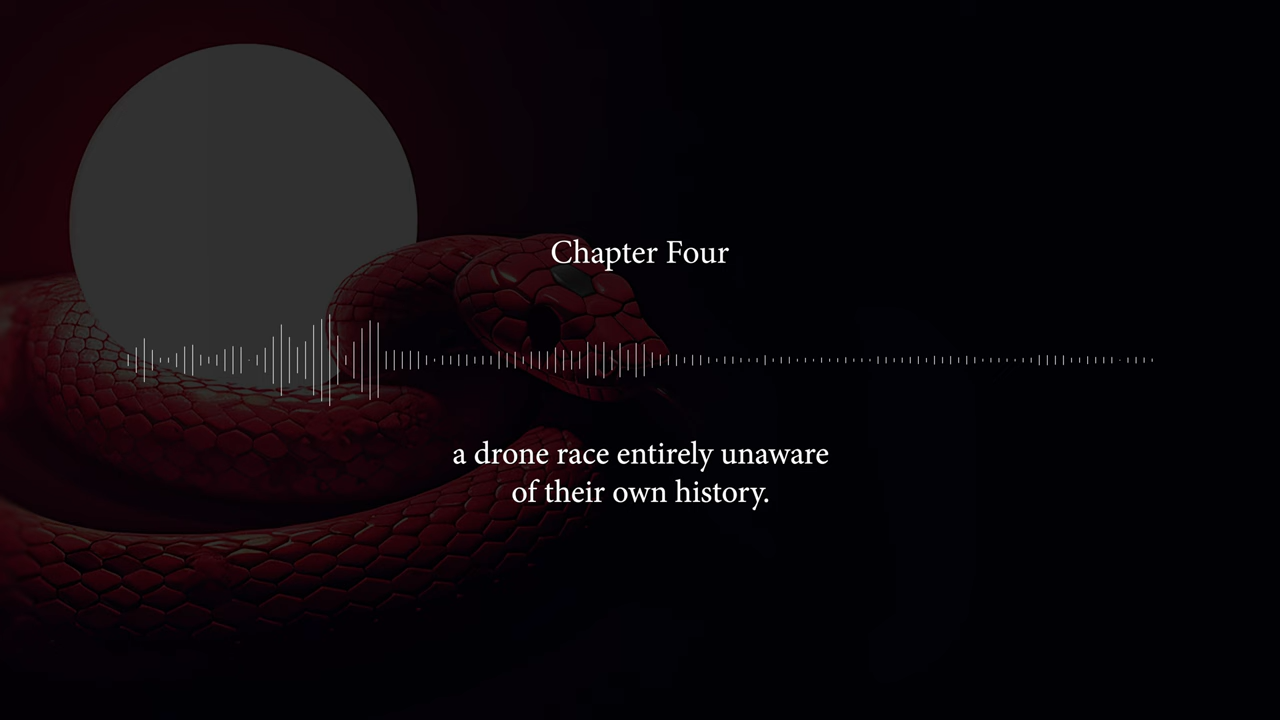 Chapter Four
a drone race entirely unaware
of their own history.